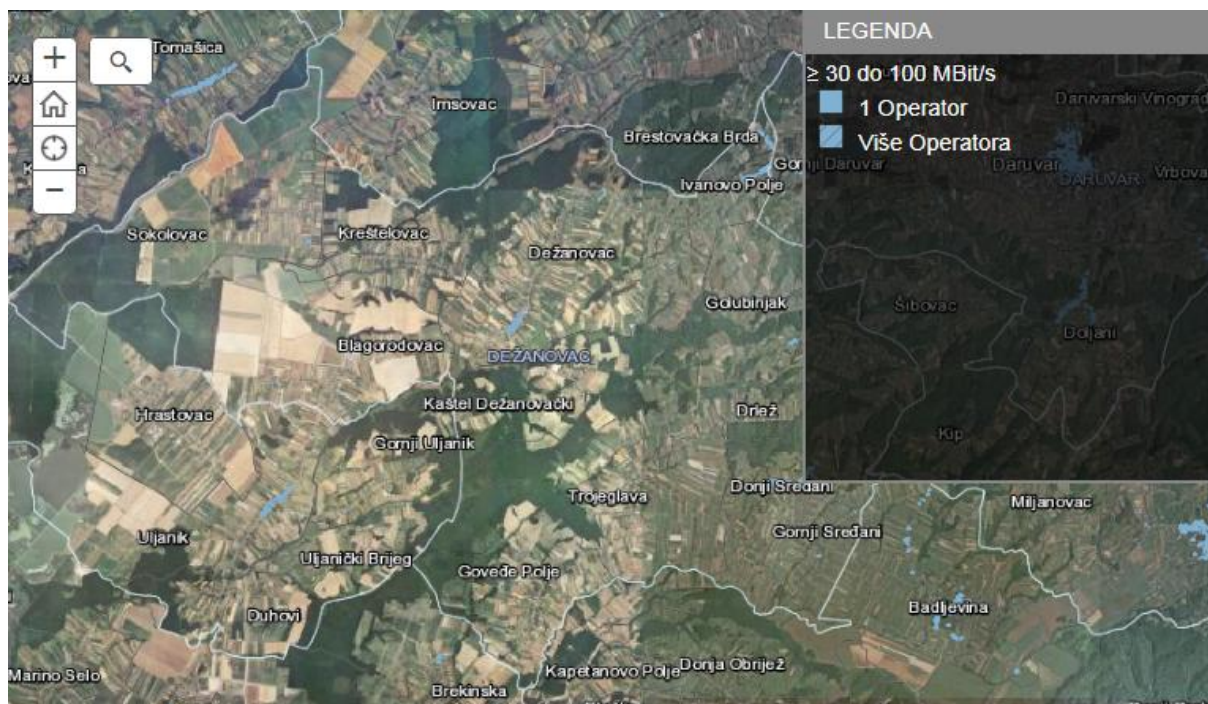 LEGENDA
≥ 30 do 100 MBit/s
1 Operator
Više Operatora
Tomašica
Imsovac
Brestovačka Brda
Daruvarski Vinograd
Gornji Daruvar
Daruvar
DARUVAR
Vrbova
Ivanovo Polje
Sokolovac
Kreštelovac
Dežanovac
Golubinjak
Šibovac
Doljani
Blagorodovac
DEŽANOVAC
Kaštel Dežanovački
Hrastovac
Drlež
Gornji Uljanik
Kip
Trojeglava
Donji Sređani
Miljanovac
Gornji Sređani
Uljanik
Uljanički Brijeg
Goveđe Polje
Badljevina
Duhovi
Marino Selo
Kapetanovo Polje
Donja Obrijež
Brekinska